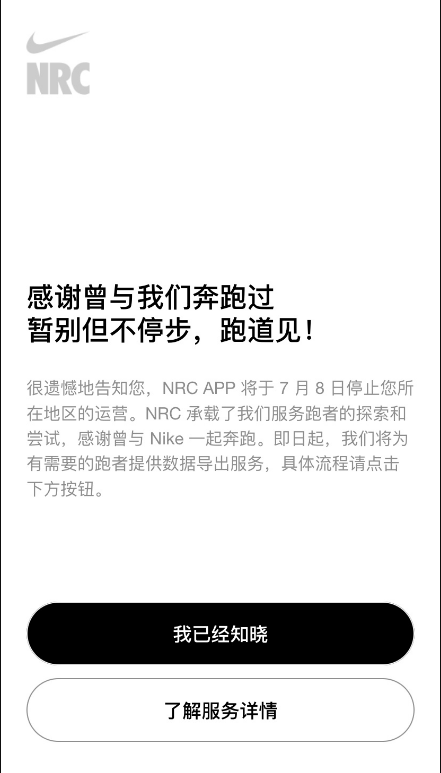 NRC
感谢曾与我们奔跑过
暂别但不停步，跑道见！
很遗憾地告知您，NRC APP 将于 7 月 8 日停止您所
在地区的运营。NRC 承载了我们服务跑者的探索和
尝试，感谢曾与 Nike 一起奔跑。即日起，我们将为
有需要的跑者提供数据导出服务，具体流程请点击
下方按钮。
我已经知晓
了解服务详情